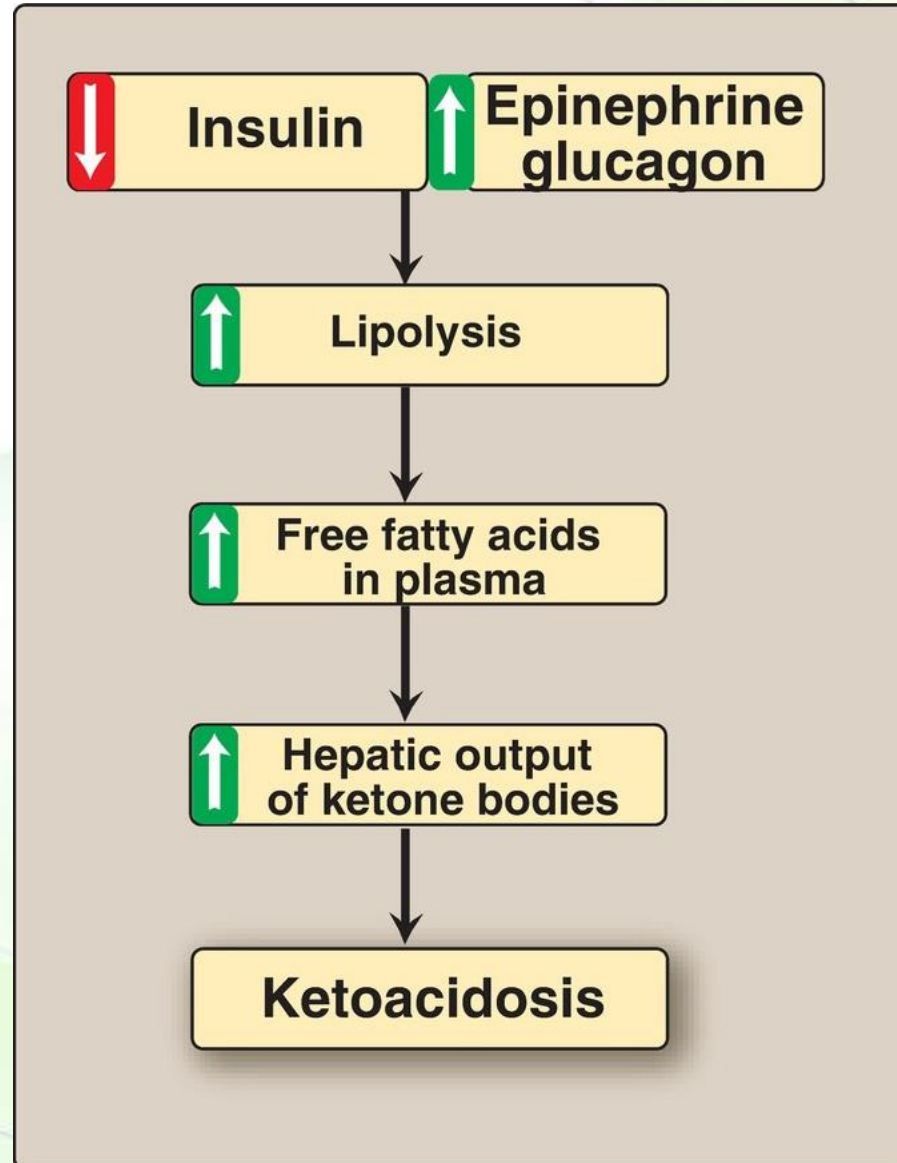 Insulin
Epinephrine
glucagon
Lipolysis
Free fatty acids
in plasma
Hepatic output
of ketone bodies
Ketoacidosis